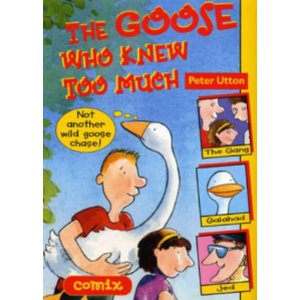 THE GOOSE
WHO KNEW
TOO MUCH
Peter Utton
Not
another
wild goose
chase!
The Gang
Galahad
Jed
comix